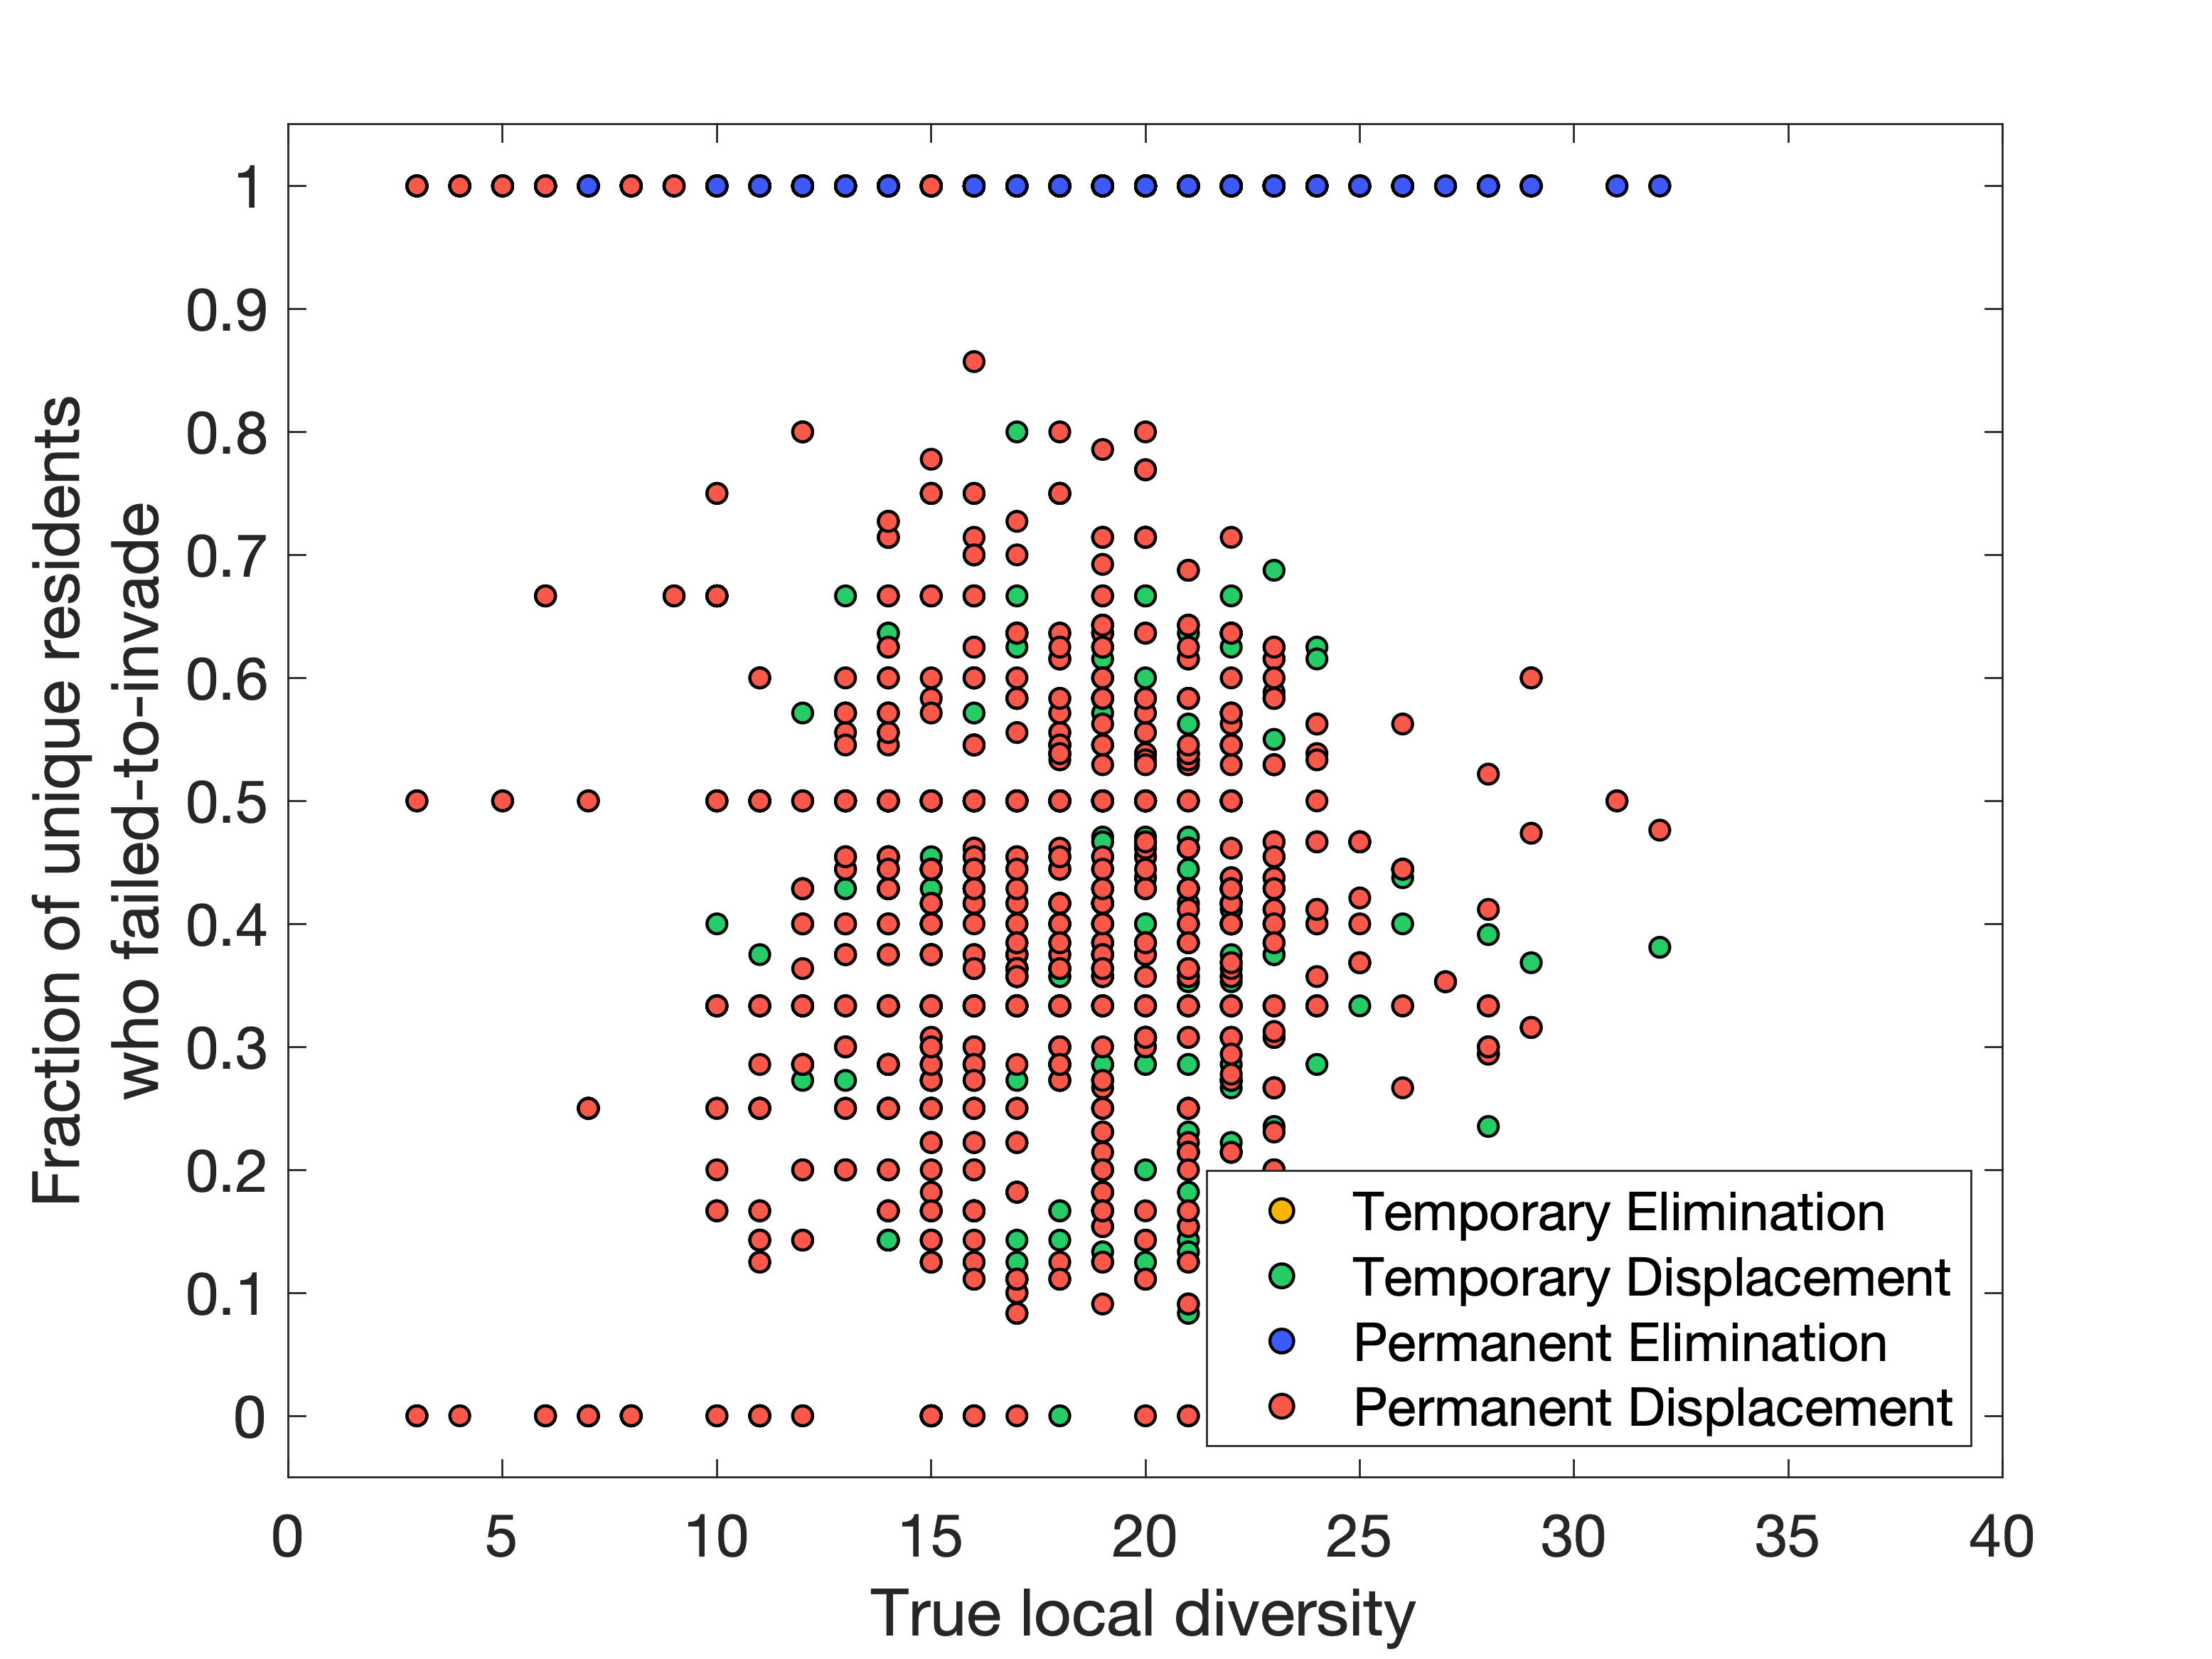 Fraction of unique residents
who failed-to-invade
1
0.9
0.8
0.7
0.6
0.5
0.4
0.3
0.2
0.1
0
Temporary Elimination
Temporary Displacement
Permanent Elimination
Permanent Displacement
0 5 10 15 20 25 30 35 40
True local diversity